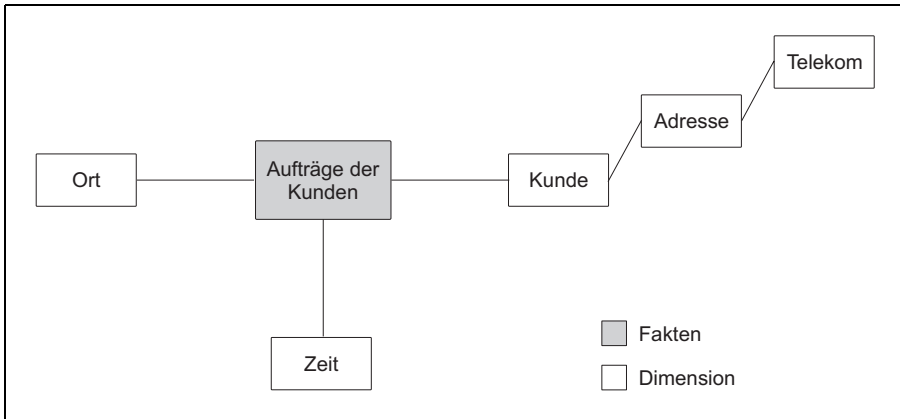 Telekom
Adresse
Ort
Aufträge der
Kunden
Kunde
Zeit
Fakten
Dimension